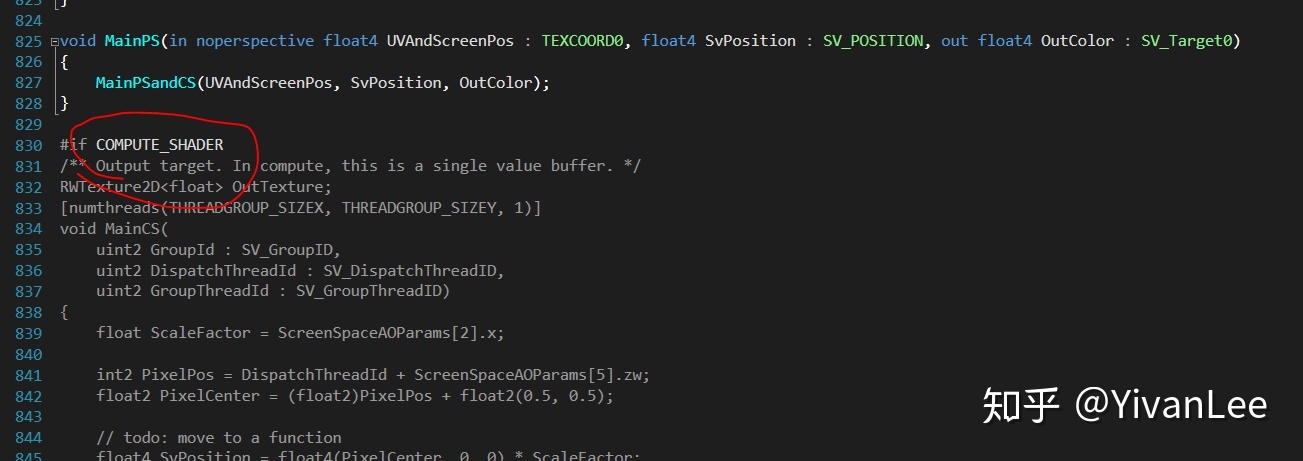 823 }
824
825 void MainPS(in noperspective float4 UVAndScreenPos : TEXCOORD0, float4 SvPosition : SV_POSITION, out float4 OutColor : SV_Target0)
826 {
827     MainPSandCS(UVAndScreenPos, SvPosition, OutColor);
828 }
829
830 #if COMPUTE_SHADER
831 /** Output target. In compute, this is a single value buffer. */
832 RWTexture2D<float> OutTexture;
833 [numthreads(THREADGROUP_SIZEX, THREADGROUP_SIZEY, 1)]
834 void MainCS(
835     uint2 GroupId : SV_GroupID,
836     uint2 DispatchThreadId : SV_DispatchThreadID,
837     uint2 GroupThreadId : SV_GroupThreadID)
838 {
839     float ScaleFactor = ScreenSpaceAOParams[2].x;
840
841     int2 PixelPos = DispatchThreadId + ScreenSpaceAOParams[5].zw;
842     float2 PixelCenter = (float2)PixelPos + float2(0.5, 0.5);
843
844     // todo: move to a function
845     float4 SvPosition = float4(PixelCenter, 0, 0) * ScaleFactor;
知乎 @YivanLee